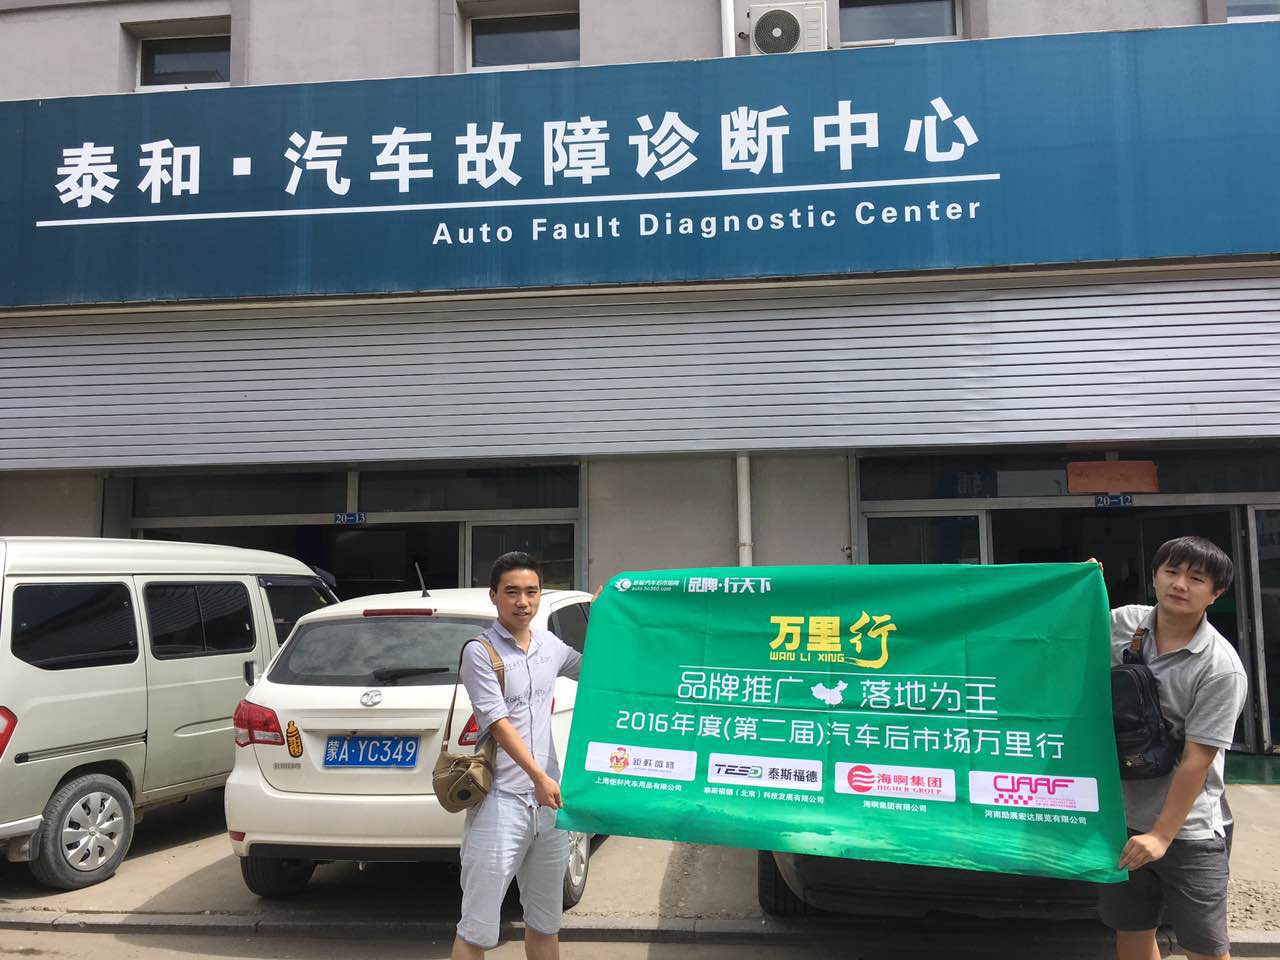 泰和·汽车故障诊断中心
Auto Fault Diagnostic Center
20-13
20-12
蒙A·YC349
auto.hc360.com
品牌·行天下
万里行
WAN LI XING
品牌推广 落地为王
2016年度(第二届)汽车后市场万里行
TESD 泰斯福德
海啊集团
HIGHER GROUP
CIAAF
上海钜轩汽车用品有限公司
泰斯福德（北京）科技发展有限公司
海啊集团有限公司
河南励展宏达展览有限公司